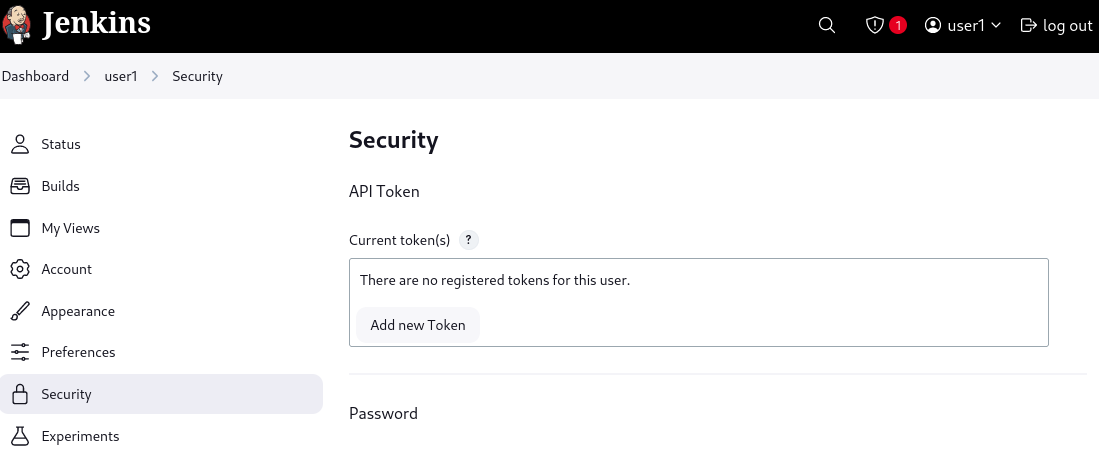 Jenkins
1
user1
log out
Dashboard > user1 > Security
Status
Builds
My Views
Account
Appearance
Preferences
Security
Experiments
Security
API Token
Current token(s) ?
There are no registered tokens for this user.
Add new Token
Password